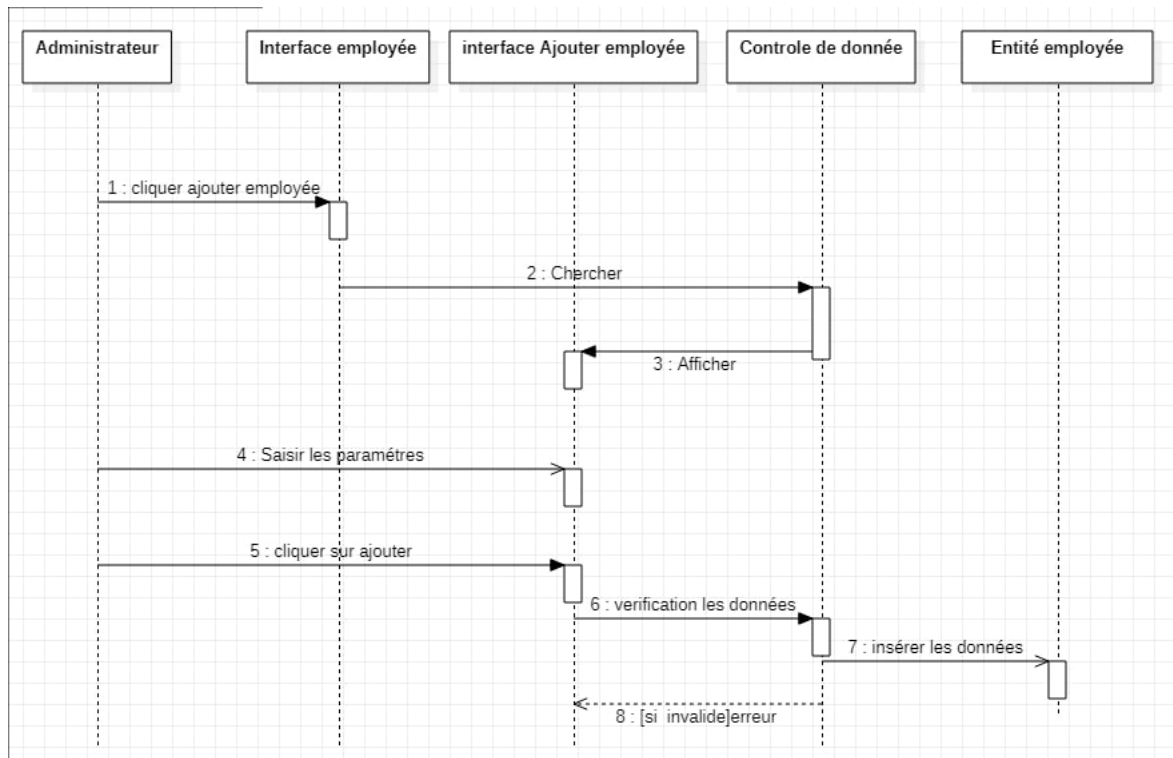 Administrateur
Interface employée
interface Ajouter employée
Controle de donnée
Entité employée
1 : cliquer ajouter employée
2 : Chercher
3 : Afficher
4 : Saisir les paramétres
5 : cliquer sur ajouter
6 : verification les données
7 : insérer les données
8 : [si invalide]erreur